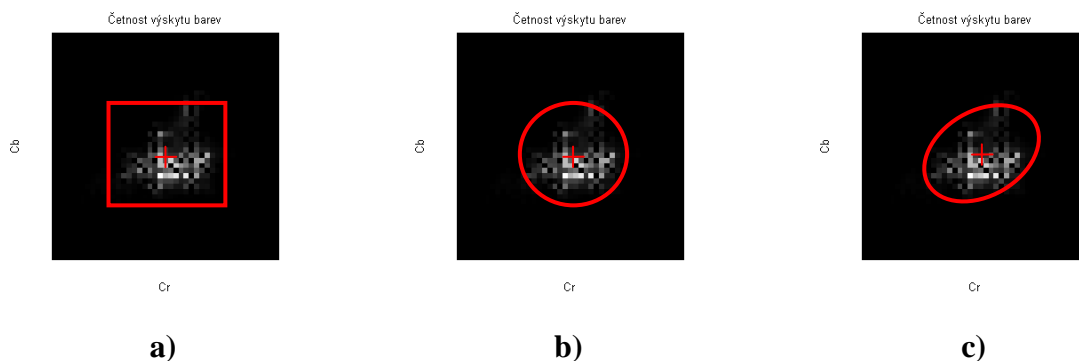 Četnost výskytu barev
Cb
Cr
a)
Četnost výskytu barev
Cb
Cr
b)
Četnost výskytu barev
Cb
Cr
c)